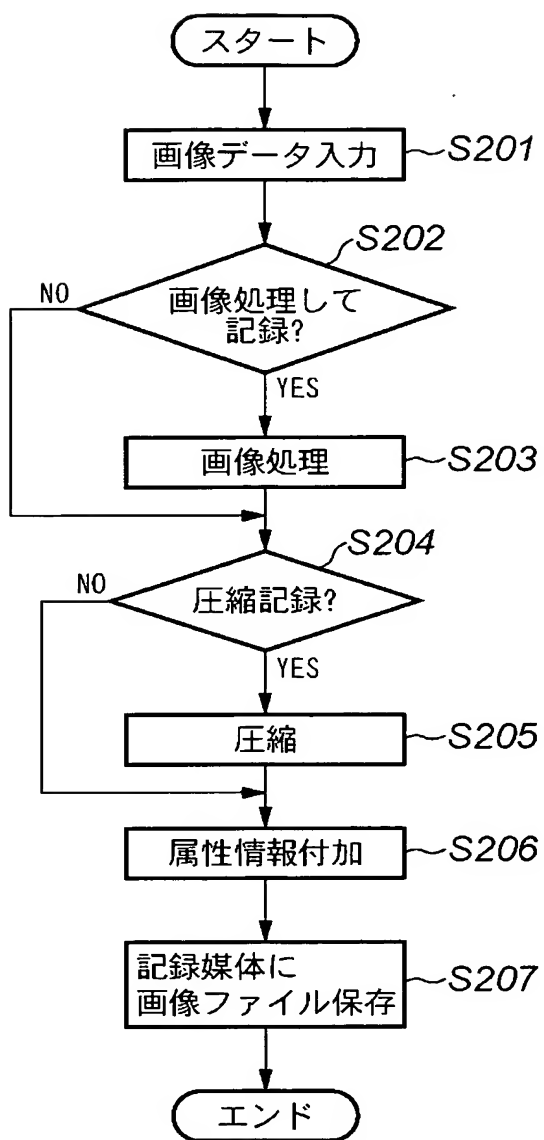 スタート
画像データ入力
S201
S202
画像処理して
記録?
NO
YES
画像処理
S203
S204
圧縮記録?
NO
YES
圧縮
S205
属性情報付加
S206
記録媒体に
画像ファイル保存
S207
エンド